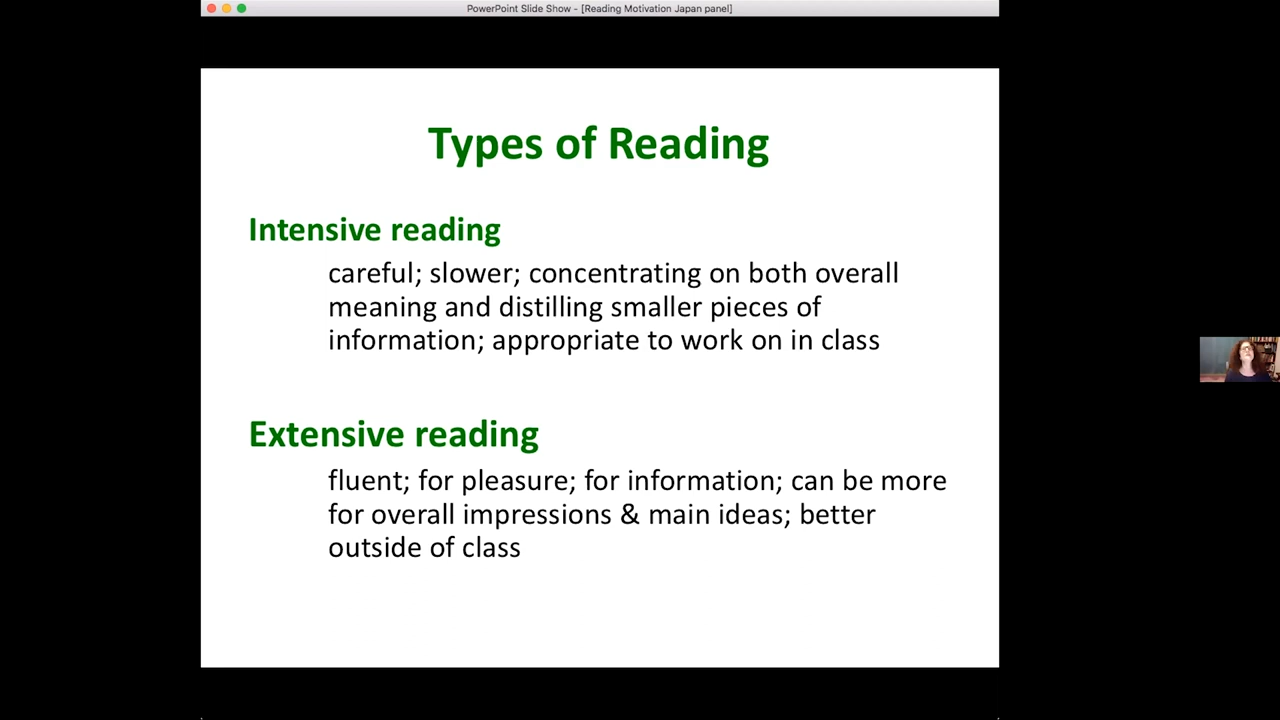 PowerPoint Slide Show - [Reading Motivation Japan panel]
Types of Reading
Intensive reading
careful; slower; concentrating on both overall
meaning and distilling smaller pieces of
information; appropriate to work on in class
Extensive reading
fluent; for pleasure; for information; can be more
for overall impressions & main ideas; better
outside of class